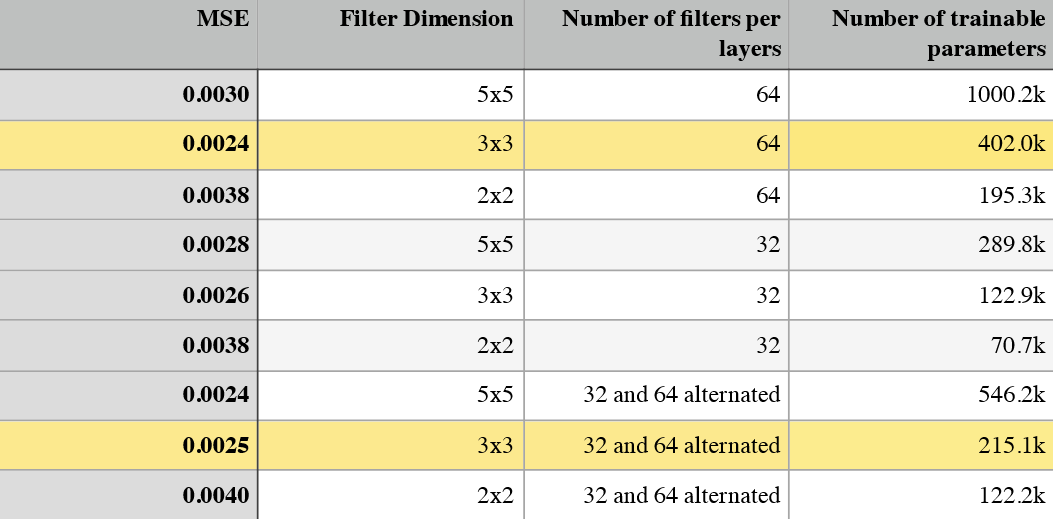 MSE Filter Dimension Number of filters per layers Number of trainable parameters
0.0030 5x5 64 1000.2k
0.0024 3x3 64 402.0k
0.0038 2x2 64 195.3k
0.0028 5x5 32 289.8k
0.0026 3x3 32 122.9k
0.0038 2x2 32 70.7k
0.0024 5x5 32 and 64 alternated 546.2k
0.0025 3x3 32 and 64 alternated 215.1k
0.0040 2x2 32 and 64 alternated 122.2k